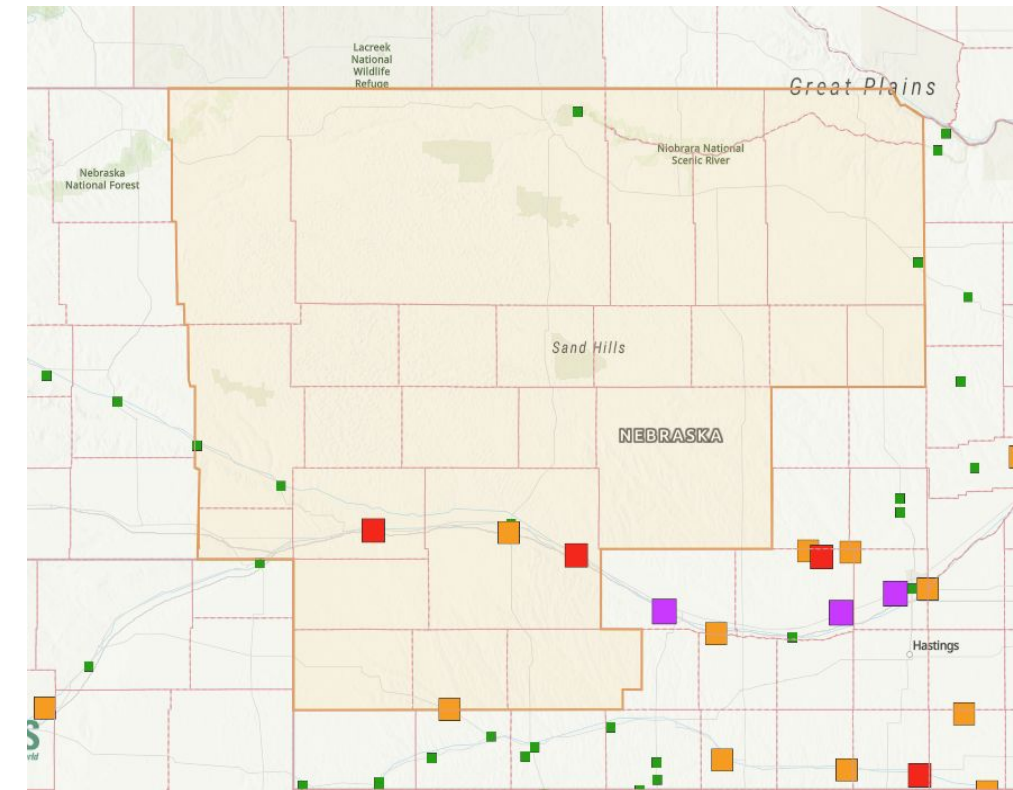 Lacreek
National
Wildlife
Refuge
Great Plains
Nebraska
National Forest
Niobrara National
Scenic River
Sand Hills
NEBRASKA
Hastings
S